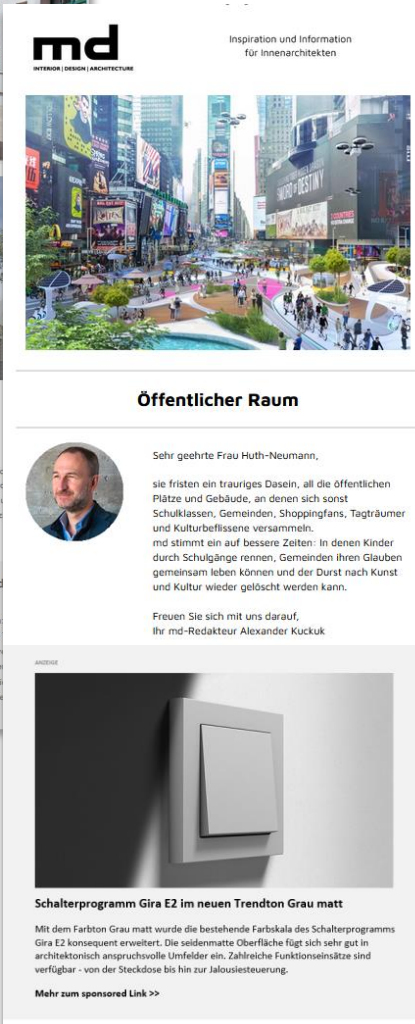 md
INTERIOR | DESIGN | ARCHITECTURE
Inspiration und Information
für Innenarchitekten
SWORD OF DESTINY
Öffentlicher Raum
Sehr geehrte Frau Huth-Neumann,
sie fristen ein trauriges Dasein, all die öffentlichen
Plätze und Gebäude, an denen sich sonst
Schulklassen, Gemeinden, Shoppingfans, Tagträumer
und Kulturbeflissene versammeln.
md stimmt ein auf bessere Zeiten: In denen Kinder
durch Schulgänge rennen, Gemeinden ihren Glauben
gemeinsam leben können und der Durst nach Kunst
und Kultur wieder gelöscht werden kann.
Freuen Sie sich mit uns darauf,
Ihr md-Redakteur Alexander Kuckuk
ANZEIGE
Schalterprogramm Gira E2 im neuen Trendton Grau matt
Mit dem Farbton Grau matt wurde die bestehende Farbskala des Schalterprogramms
Gira E2 konsequent erweitert. Die seidenmatte Oberfläche fügt sich sehr gut in
architektonisch anspruchsvolle Umfelder ein. Zahlreiche Funktionseinsätze sind
verfügbar - von der Steckdose bis hin zur Jalousiesteuerung.
Mehr zum sponsored Link >>